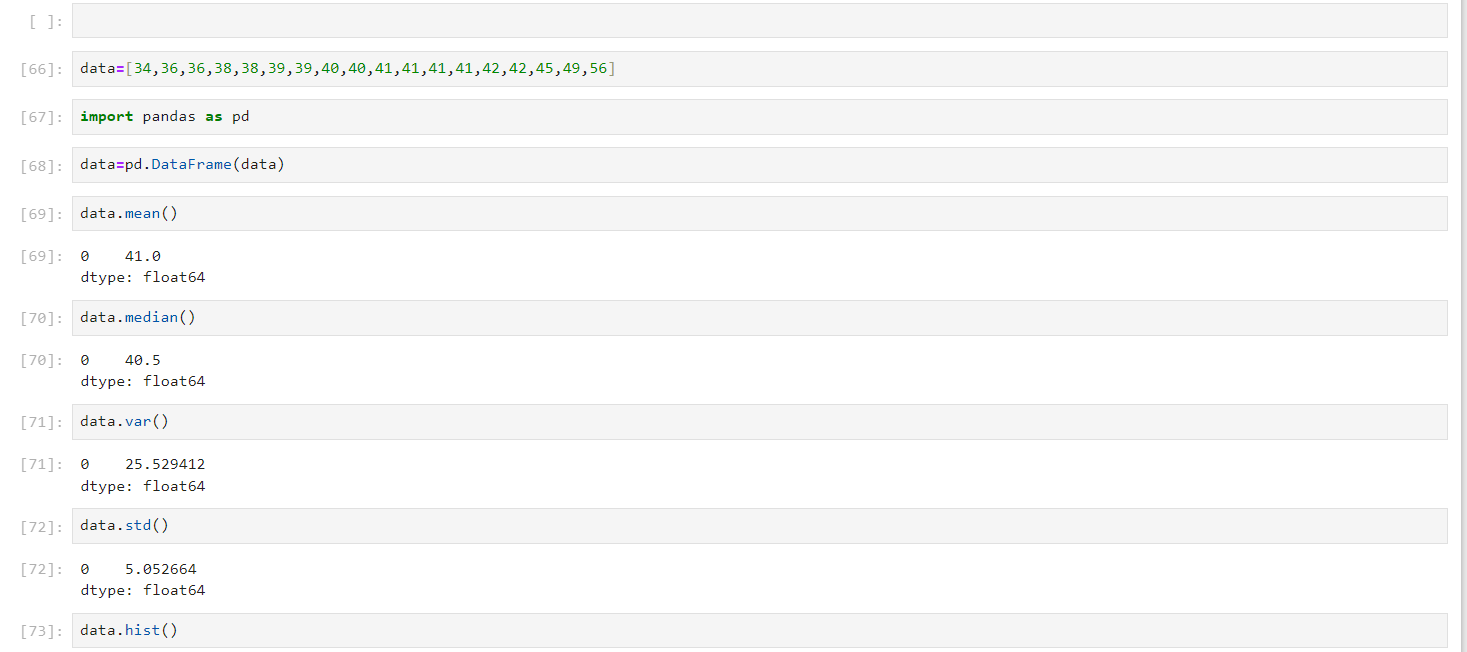 [ ]:
[66]: data=[34,36,36,38,38,39,39,40,40,41,41,41,41,42,42,45,49,56]
[67]: import pandas as pd
[68]: data=pd.DataFrame(data)
[69]: data.mean()
[69]: 0    41.0
dtype: float64
[70]: data.median()
[70]: 0    40.5
dtype: float64
[71]: data.var()
[71]: 0    25.529412
dtype: float64
[72]: data.std()
[72]: 0    5.052664
dtype: float64
[73]: data.hist()